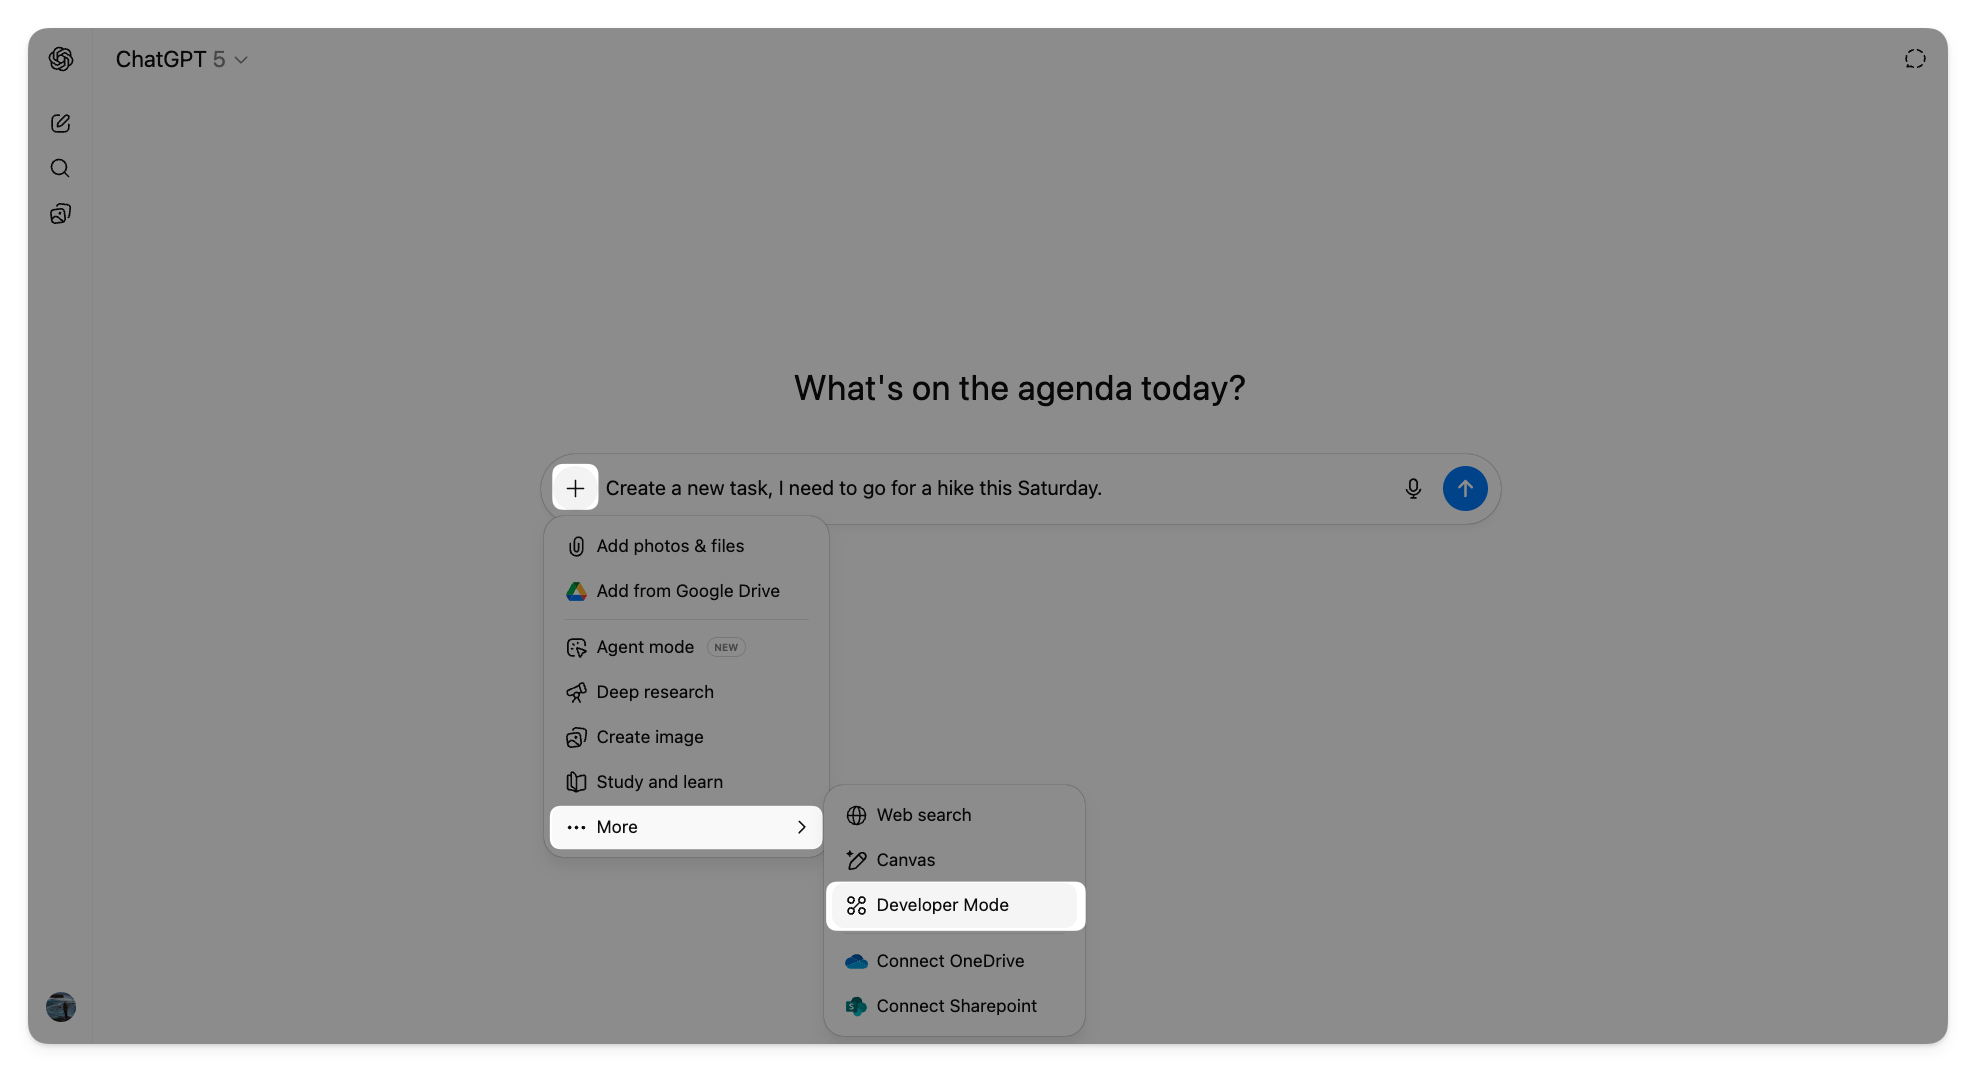 ChatGPT 5
What's on the agenda today?
Create a new task, I need to go for a hike this Saturday.
Add photos & files
Add from Google Drive
Agent mode NEW
Deep research
Create image
Study and learn
More
Web search
Canvas
Developer Mode
Connect OneDrive
Connect Sharepoint